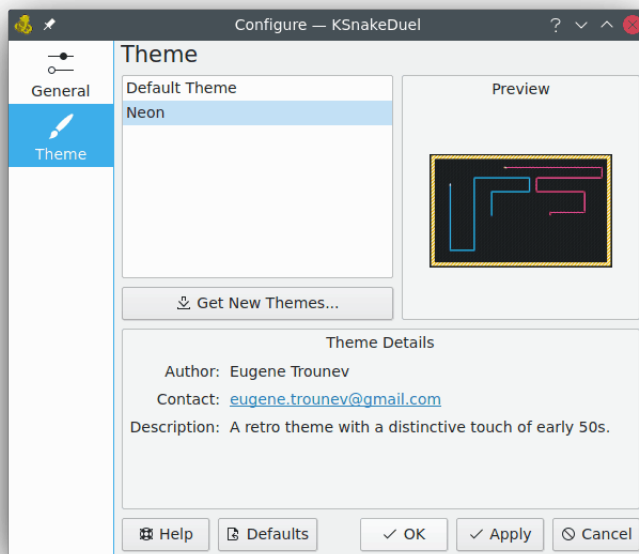 Configure — KSnakeDuel
General
Theme
Theme
Default Theme
Neon
Get New Themes...
Preview
Theme Details
Author: Eugene Trounev
Contact: eugene.trounev@gmail.com
Description: A retro theme with a distinctive touch of early 50s.
Help
Defaults
OK
Apply
Cancel